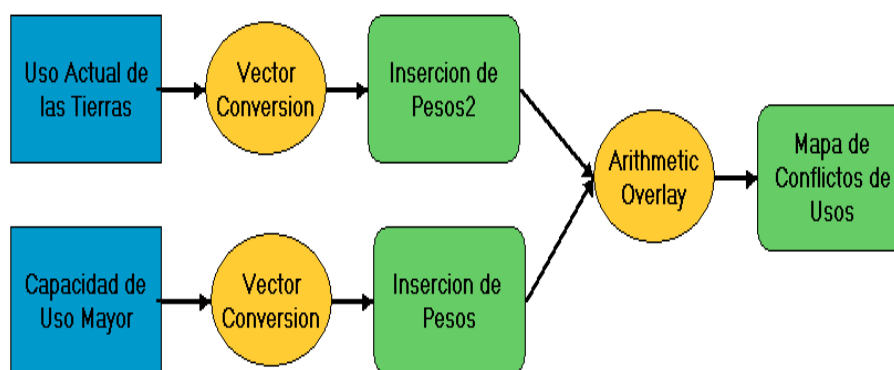 Uso Actual de
las Tierras
Vector
Conversion
Insercion de
Pesos2
Arithmetic
Overlay
Mapa de
Conflictos de
Usos
Capacidad de
Uso Mayor
Vector
Conversion
Insercion de
Pesos